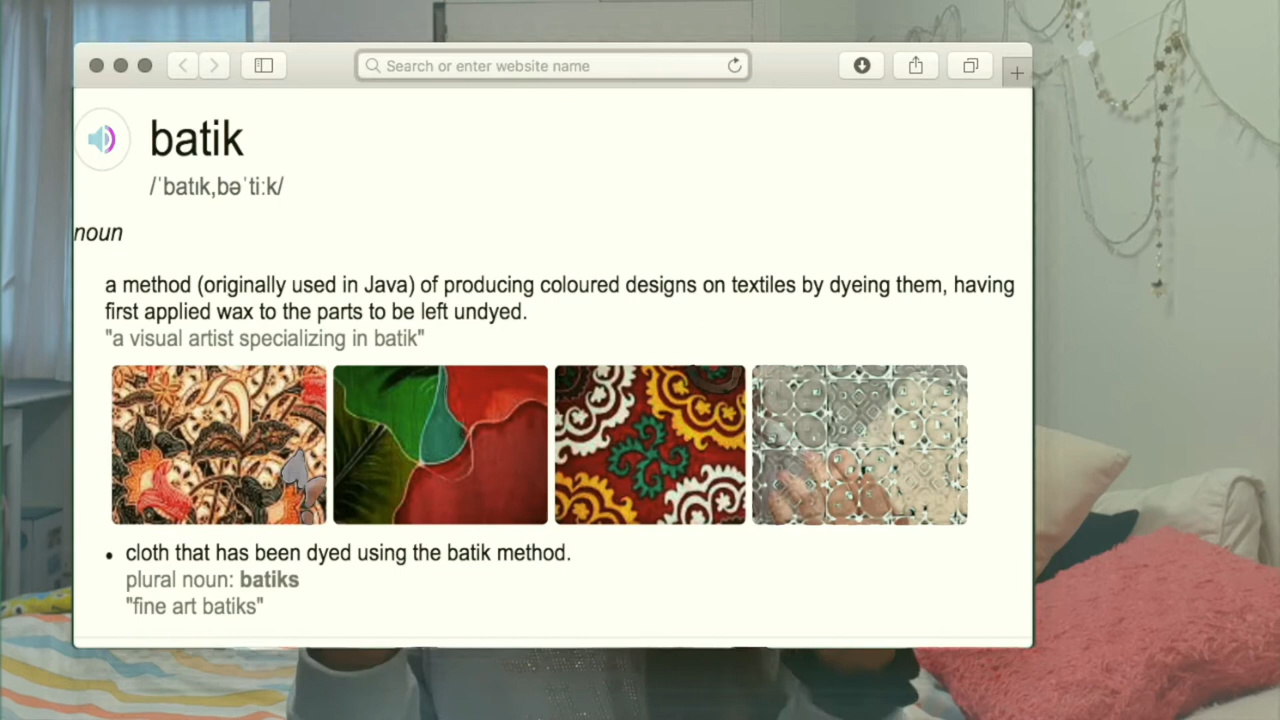 Search or enter website name
batik
/ˈbatɪk,bəˈtiːk/
noun
a method (originally used in Java) of producing coloured designs on textiles by dyeing them, having
first applied wax to the parts to be left undyed.
"a visual artist specializing in batik"
cloth that has been dyed using the batik method.
plural noun: batiks
"fine art batiks"